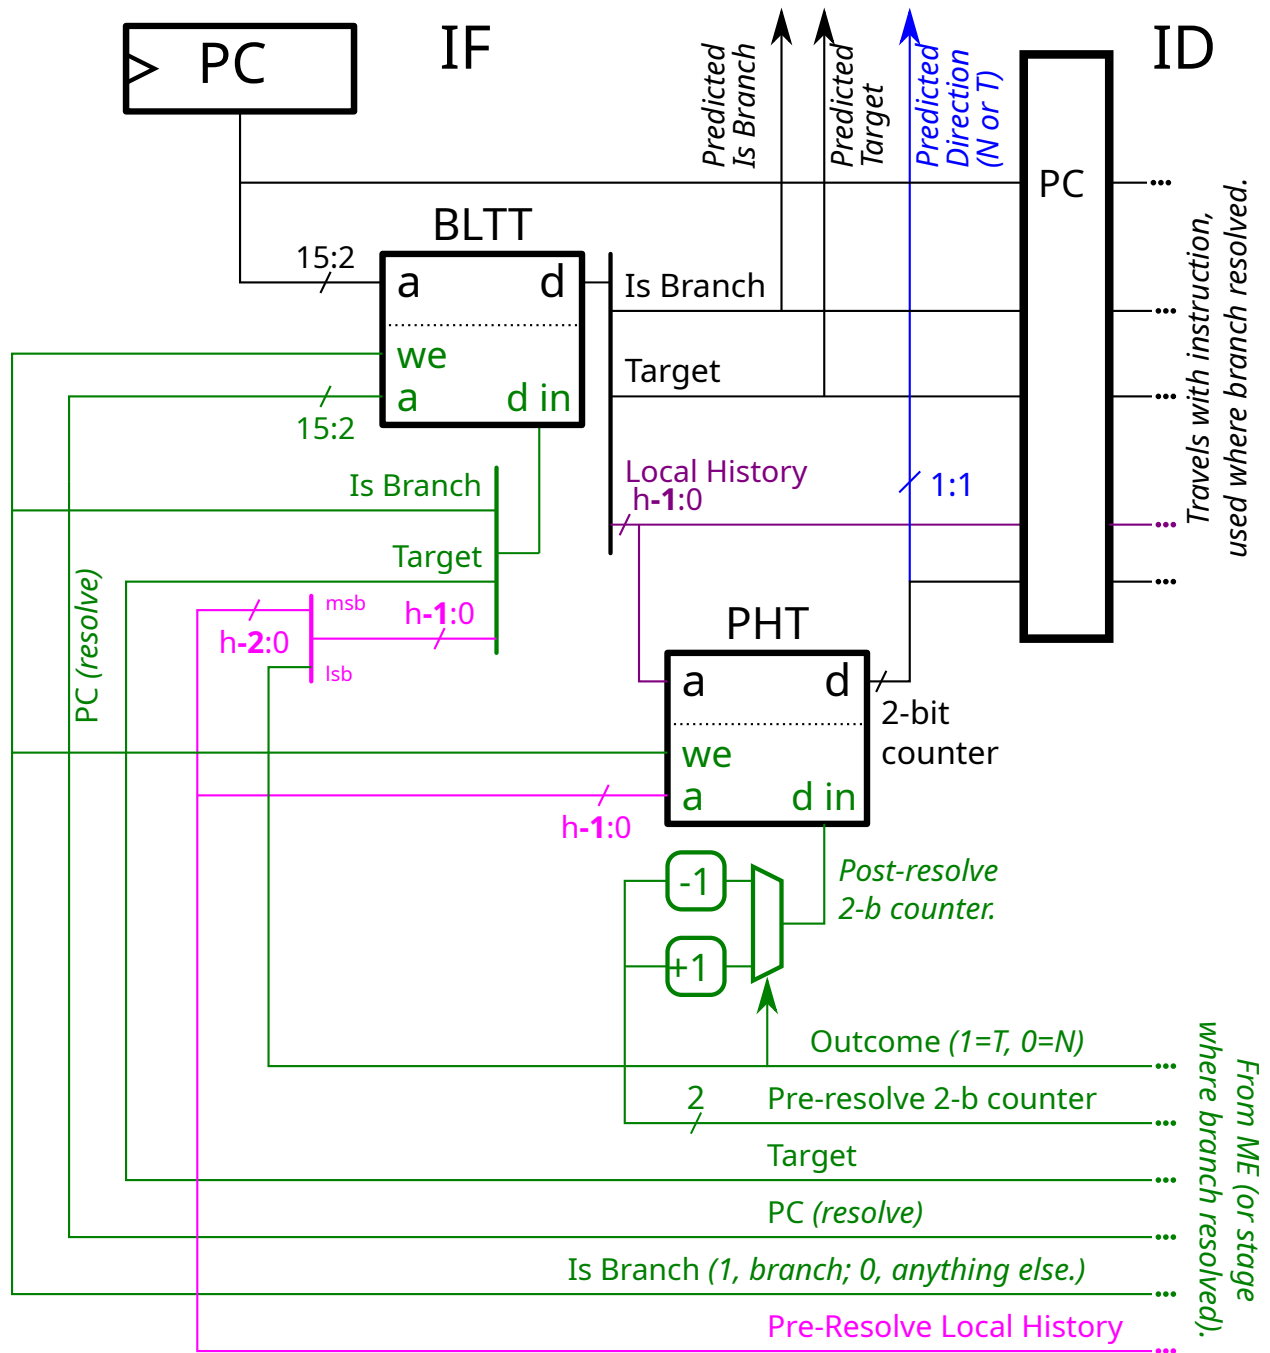 PC
IF
ID
Predicted
Is Branch
Predicted
Target
Predicted
Direction
(N or T)
PC
BLTT
15:2
a
d
Is Branch
we
a
d in
15:2
Target
Travels with instruction,
used where branch resolved.
Local History
h-1:0
1:1
Is Branch
Target
PC (resolve)
msb
h-1:0
h-2:0
lsb
PHT
a
d
2-bit
counter
we
a
d in
h-1:0
-1
+1
Post-resolve
2-b counter.
Outcome (1=T, 0=N)
2
Pre-resolve 2-b counter
Target
PC (resolve)
Is Branch (1, branch; 0, anything else.)
Pre-Resolve Local History
From ME (or stage
where branch resolved).